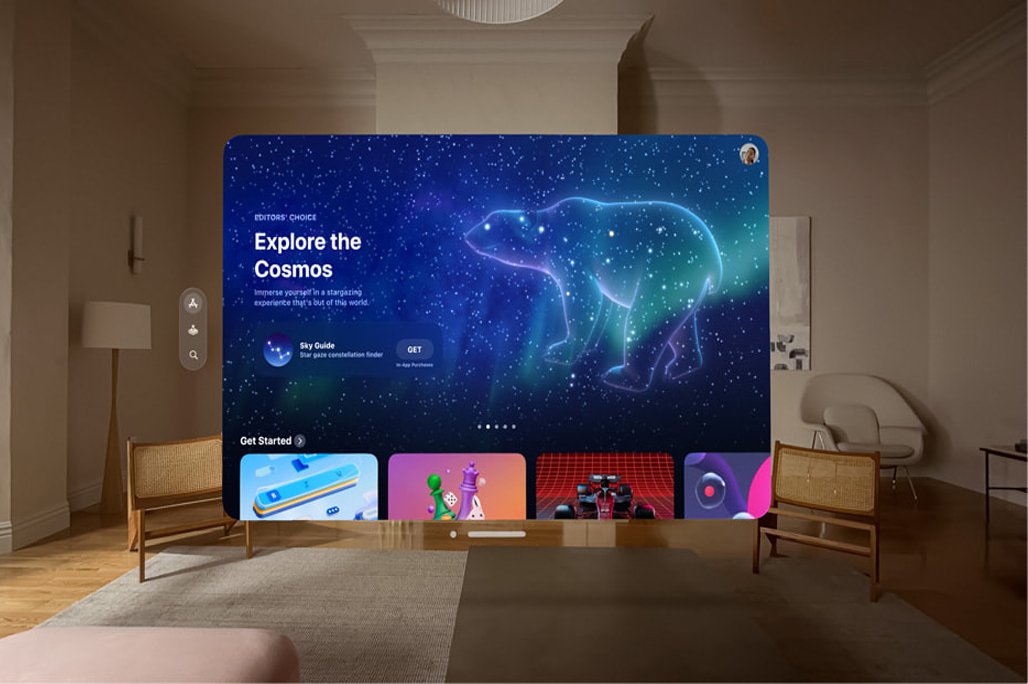 EDITORS' CHOICE
Explore the
Cosmos
Immerse yourself in a stargazing
experience that's out of this world.
Sky Guide
Star gaze constellation finder
GET
In-App Purchases
Get Started